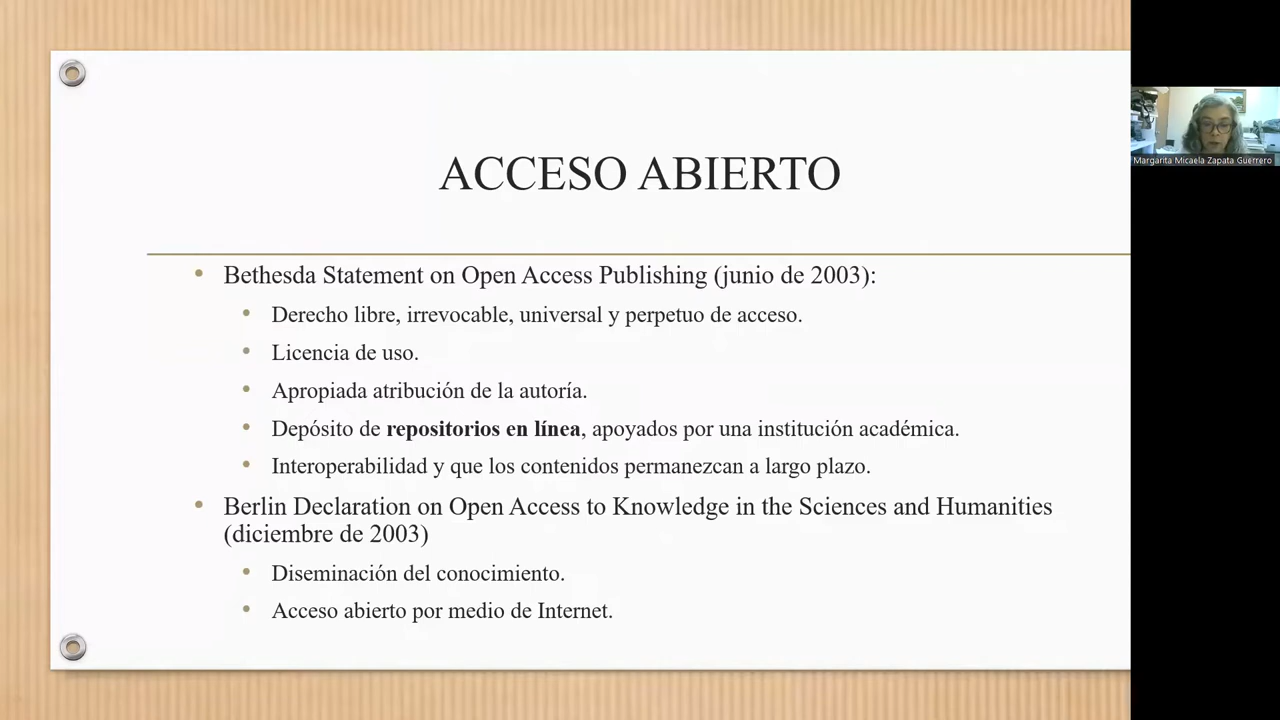 ACCESO ABIERTO
Bethesda Statement on Open Access Publishing (junio de 2003):
Derecho libre, irrevocable, universal y perpetuo de acceso.
Licencia de uso.
Apropiada atribución de la autoría.
Depósito de repositorios en línea, apoyados por una institución académica.
Interoperabilidad y que los contenidos permanezcan a largo plazo.
Berlin Declaration on Open Access to Knowledge in the Sciences and Humanities
(diciembre de 2003)
Diseminación del conocimiento.
Acceso abierto por medio de Internet.
Margarita Micaela Zapata Guerrero